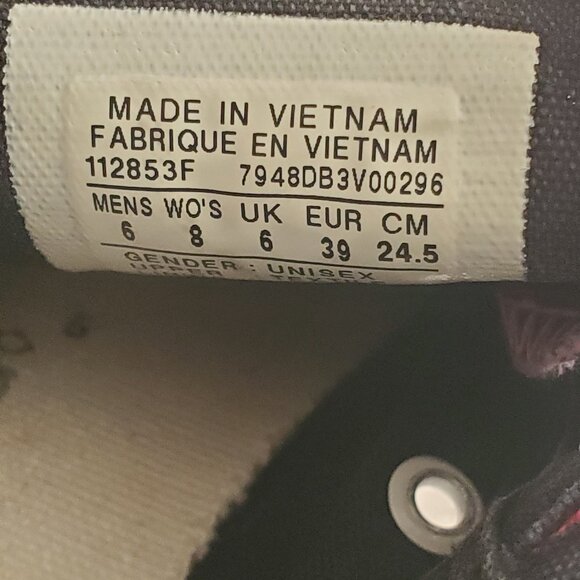 MADE IN VIETNAM
FABRIQUE EN VIETNAM
112853F 7948DB3V00296
MENS WO'S UK EUR CM
6 8 6 39 24.5
GENDER : UNISEX
UPPER